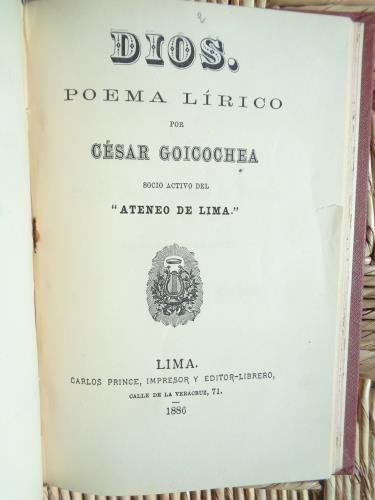 2
DIOS.
POEMA LÍRICO
POR
CÉSAR GOICOCHEA
SOCIO ACTIVO DEL
"ATENEO DE LIMA."
LIMA.
CARLOS PRINCE, IMPRESOR Y EDITOR-LIBRERO,
CALLE DE LA VERACRUZ, 71.
1886